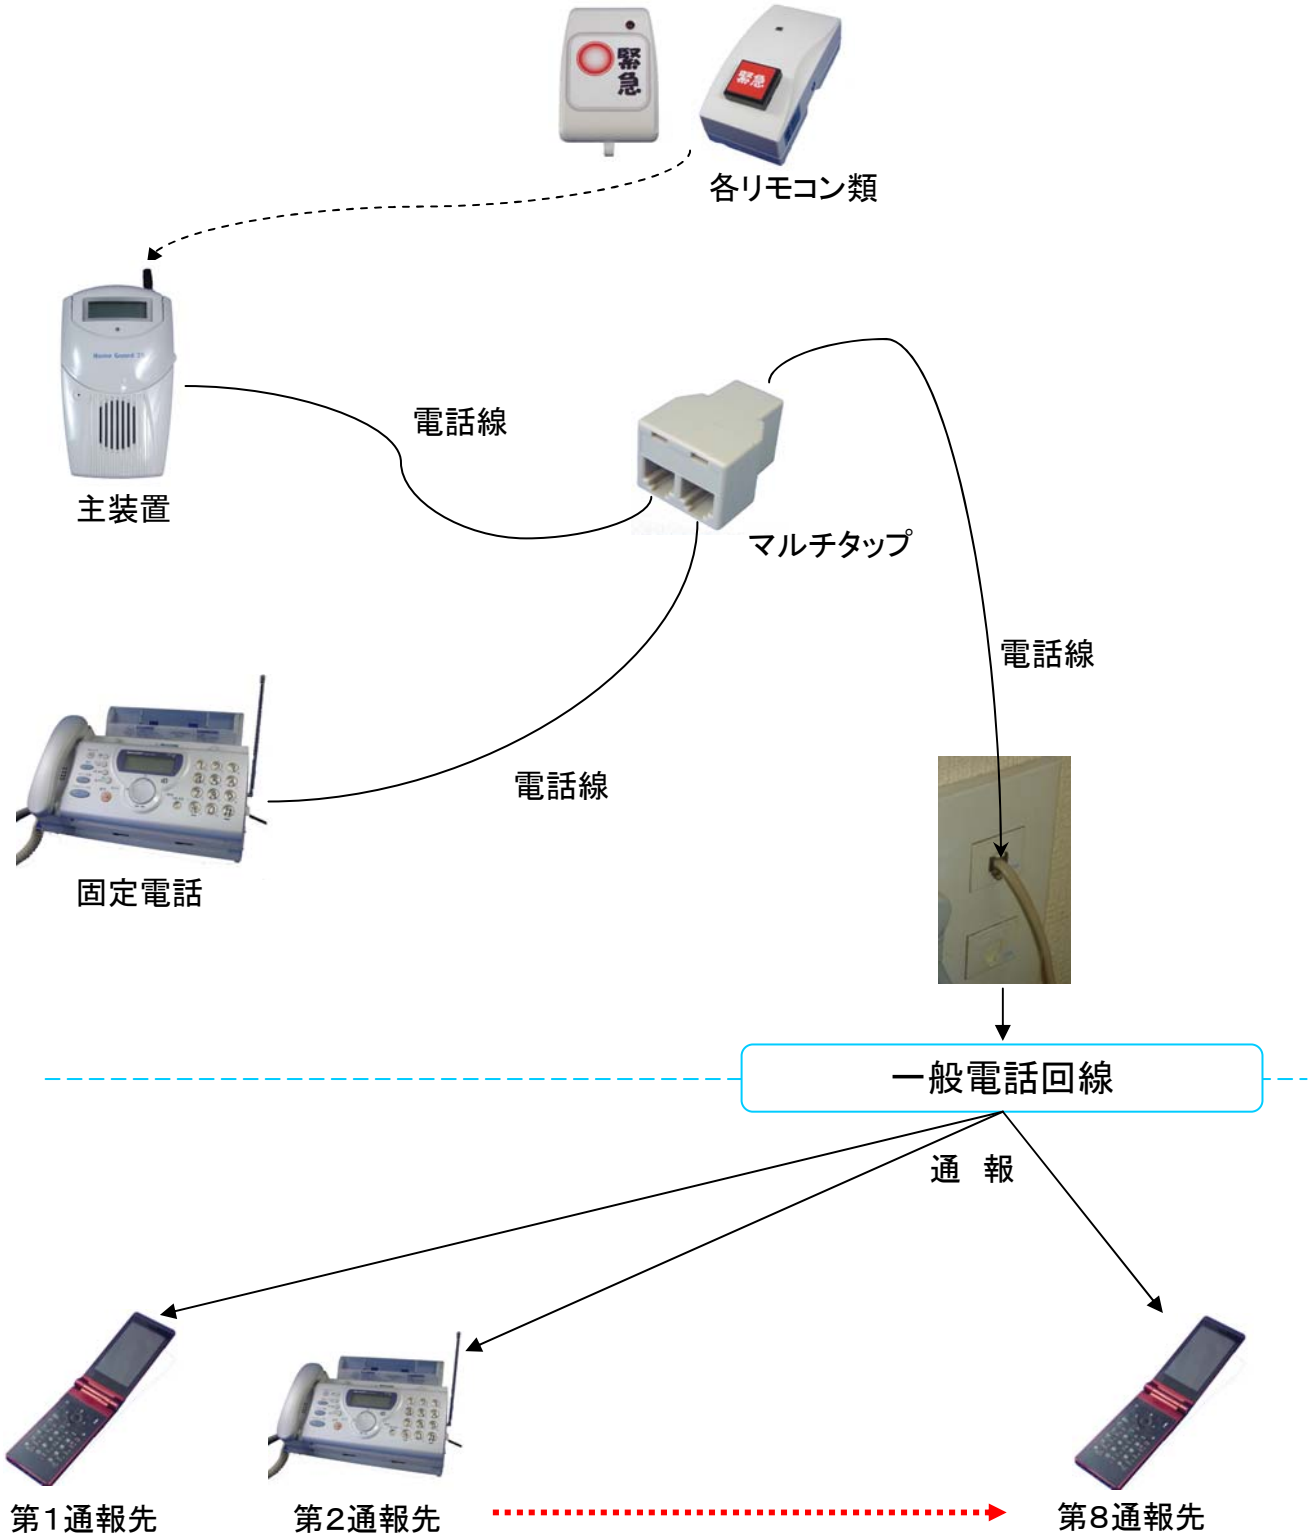 緊急
緊急
各リモコン類
Home Guard
電話線
主装置
マルチタップ
電話線
電話線
固定電話
一般電話回線
通 報
第1通報先
第2通報先
第8通報先